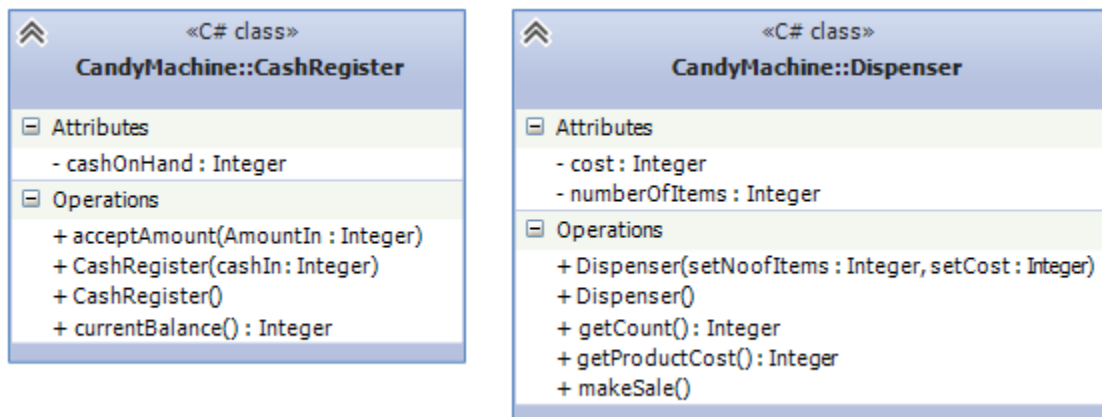 «C# class»
CandyMachine::CashRegister
Attributes
- cashOnHand : Integer
Operations
+ acceptAmount(AmountIn : Integer)
+ CashRegister(cashIn: Integer)
+ CashRegister()
+ currentBalance() : Integer
«C# class»
CandyMachine::Dispenser
Attributes
- cost : Integer
- numberOfItems : Integer
Operations
+ Dispenser(setNoofItems : Integer, setCost : Integer)
+ Dispenser()
+ getCount() : Integer
+ getProductCost() : Integer
+ makeSale()